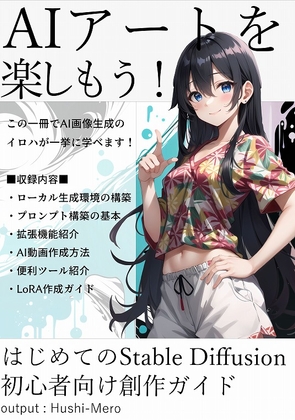 AIアートを
楽しもう！
この一冊でAI画像生成の
イロハが一挙に学べます！
■収録内容■
・ローカル生成環境の構築
・プロンプト構築の基本
・拡張機能紹介
・AI動画作成方法
・便利ツール紹介
・LoRA作成ガイド
はじめてのStable Diffusion
初心者向け創作ガイド
output : Hushi-Mero